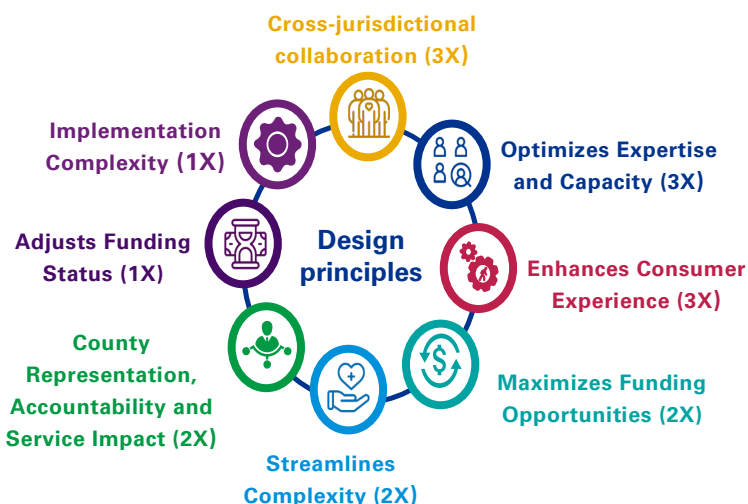 Cross-jurisdictional
collaboration (3X)
Optimizes Expertise
and Capacity (3X)
Enhances Consumer
Experience (3X)
Maximizes Funding
Opportunities (2X)
Streamlines
Complexity (2X)
County
Representation,
Accountability and
Service Impact (2X)
Adjusts Funding
Status (1X)
Implementation
Complexity (1X)
Design
principles
$